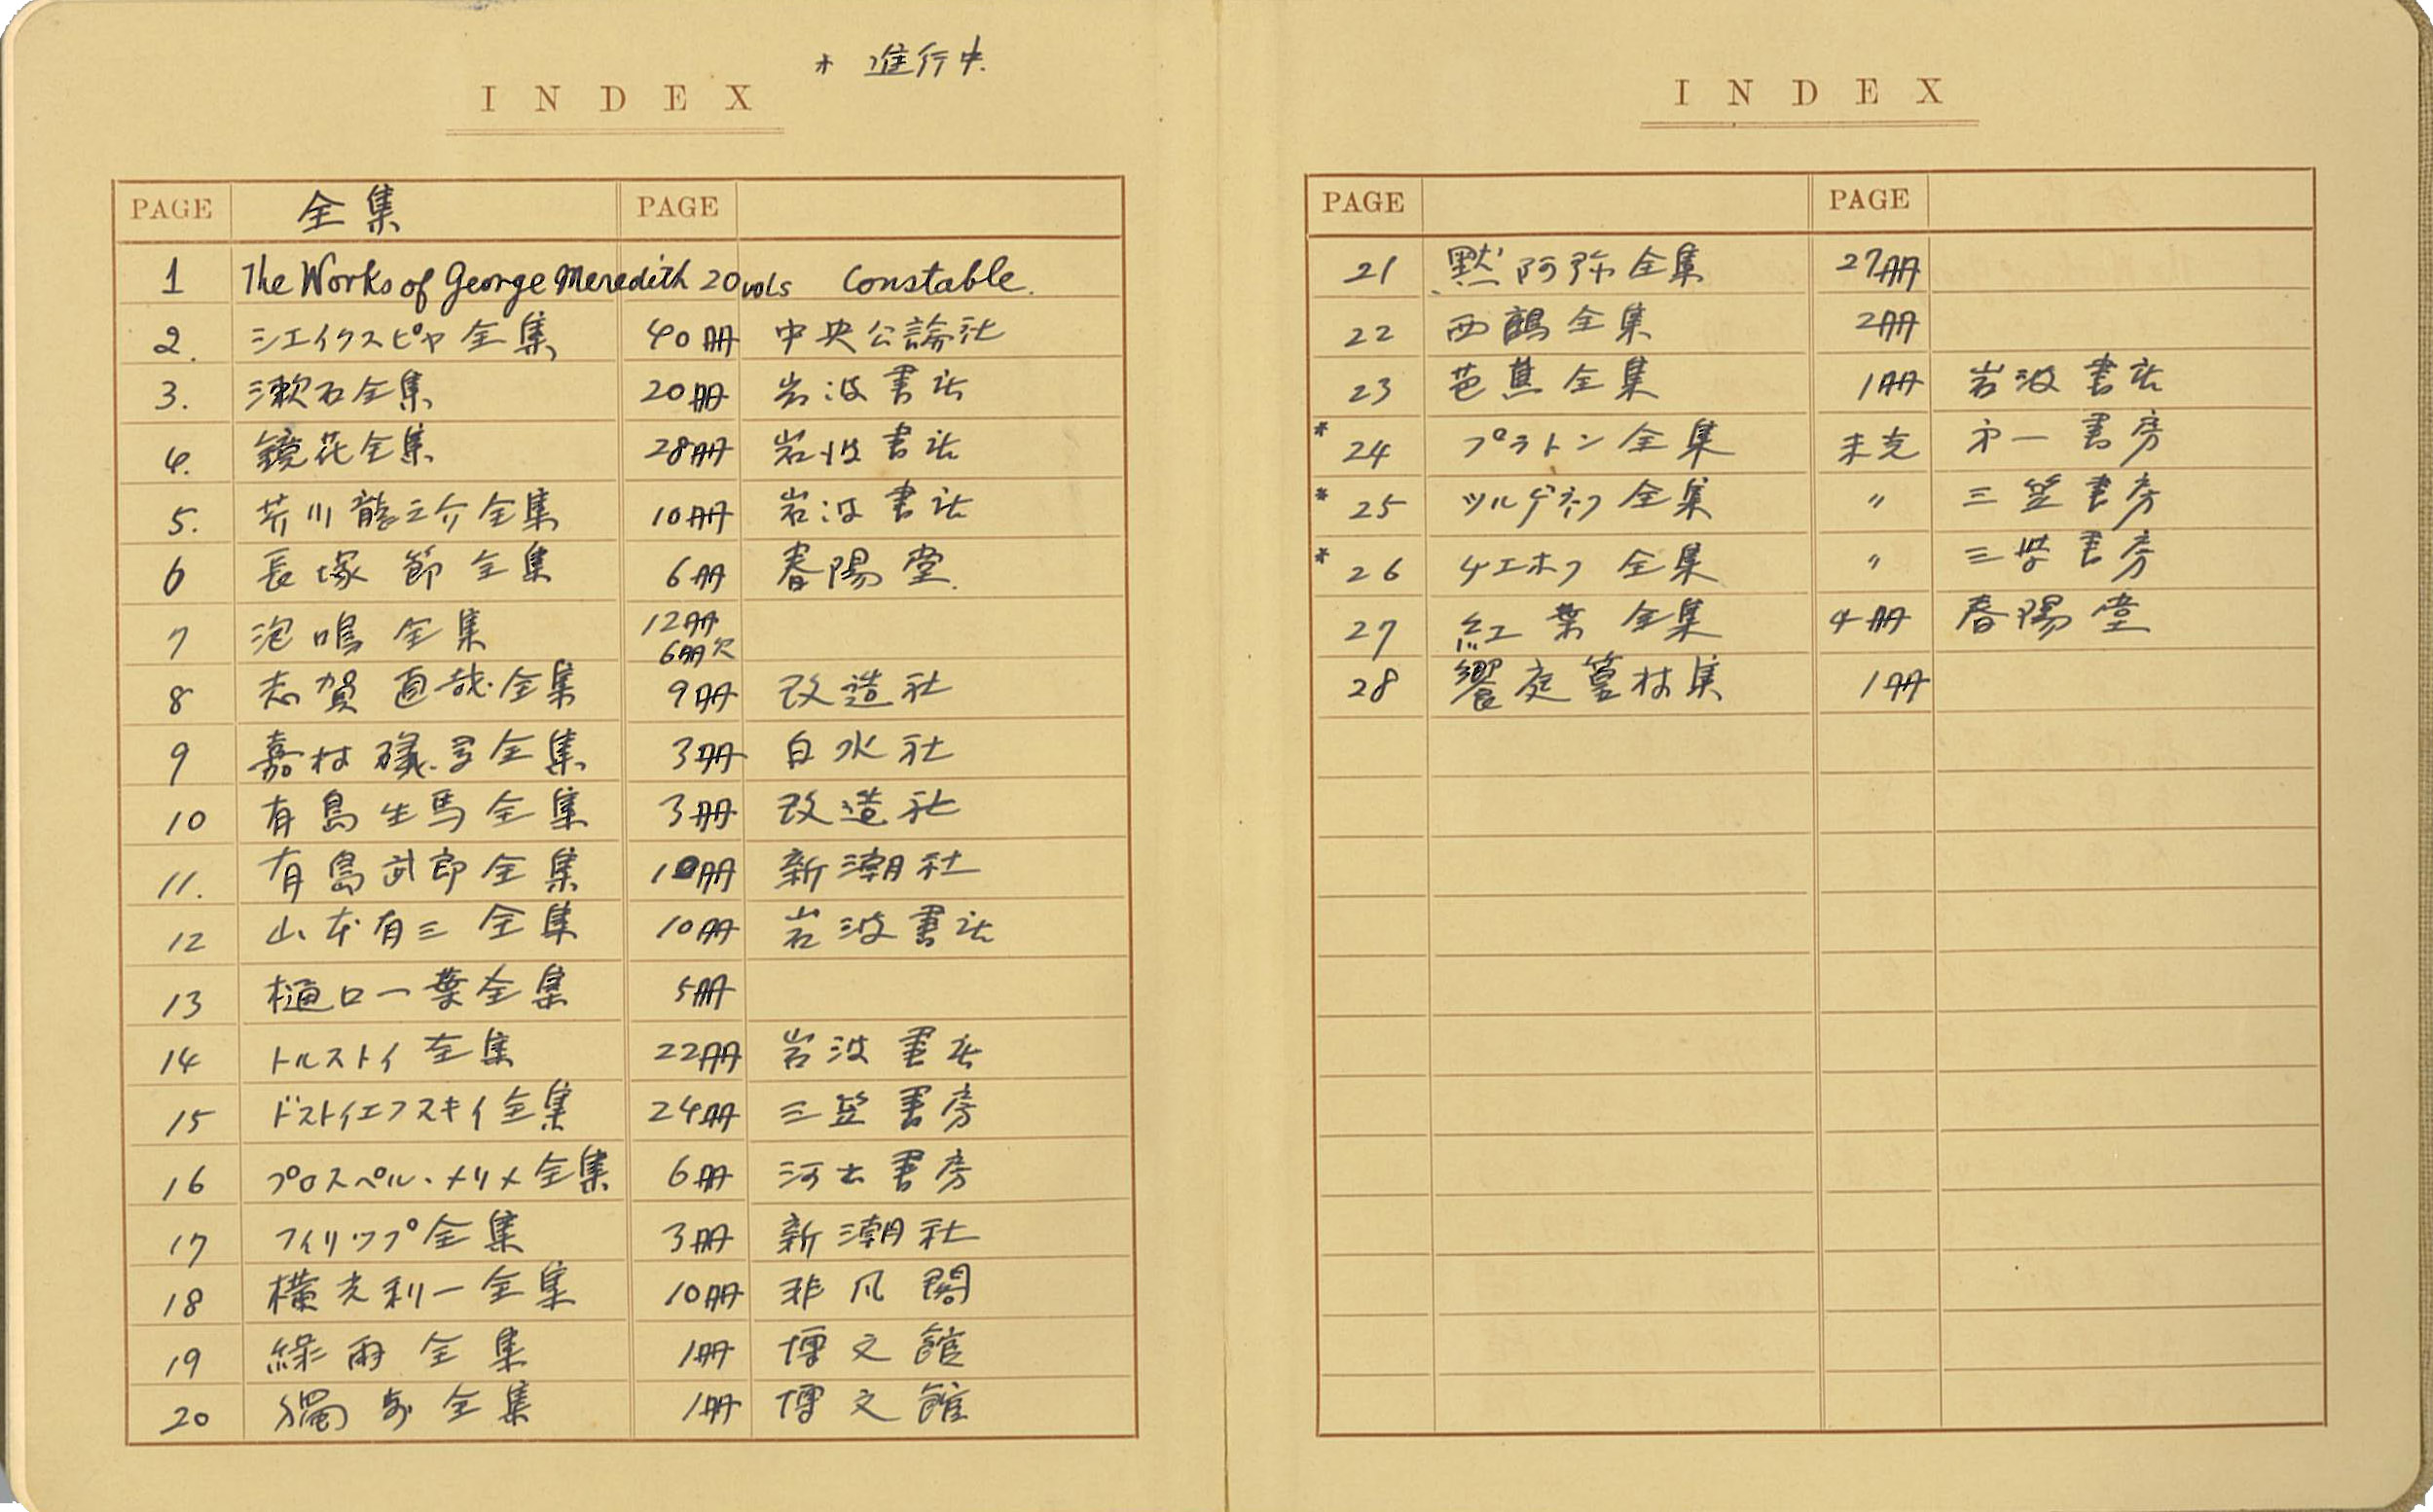 * 進行中.
INDEX
PAGE 全集 PAGE
1 The Works of George Meredith 20vols Constable.
2. シエイクスピヤ全集 40冊 中央公論社
3. 漱石全集 20冊 岩波書店
4. 鏡花全集 28冊 岩波書店
5. 芥川龍之介全集 10冊 岩波書店
6 長塚節全集 6冊 春陽堂.
7 泡鳴全集 12冊 6冊欠
8 志賀直哉全集 9冊 改造社
9 嘉村礒多全集 3冊 白水社
10 有島生馬全集 3冊 改造社
11. 有島武郎全集 10冊 新潮社
12 山本有三全集 10冊 岩波書店
13 樋口一葉全集 5冊
14 トルストイ全集 22冊 岩波書店
15 ドストイエフスキイ全集 24冊 三笠書房
16 プロスペル・メリメ全集 6冊 河出書房
17 フィリップ全集 3冊 新潮社
18 横光利一全集 10冊 非凡閣
19 緑雨全集 1冊 博文館
20 獨歩全集 1冊 博文館
INDEX
PAGE PAGE
21 黙阿弥全集 27冊
22 西鶴全集 2冊
23 芭蕉全集 1冊 岩波書店
* 24 プラトン全集 未完 才一書房
* 25 ツルゲネフ全集 〃 三笠書房
* 26 チエホフ全集 〃 三笠書房
27 紅葉全集 4冊 春陽堂
28 饗庭篁村集 1冊